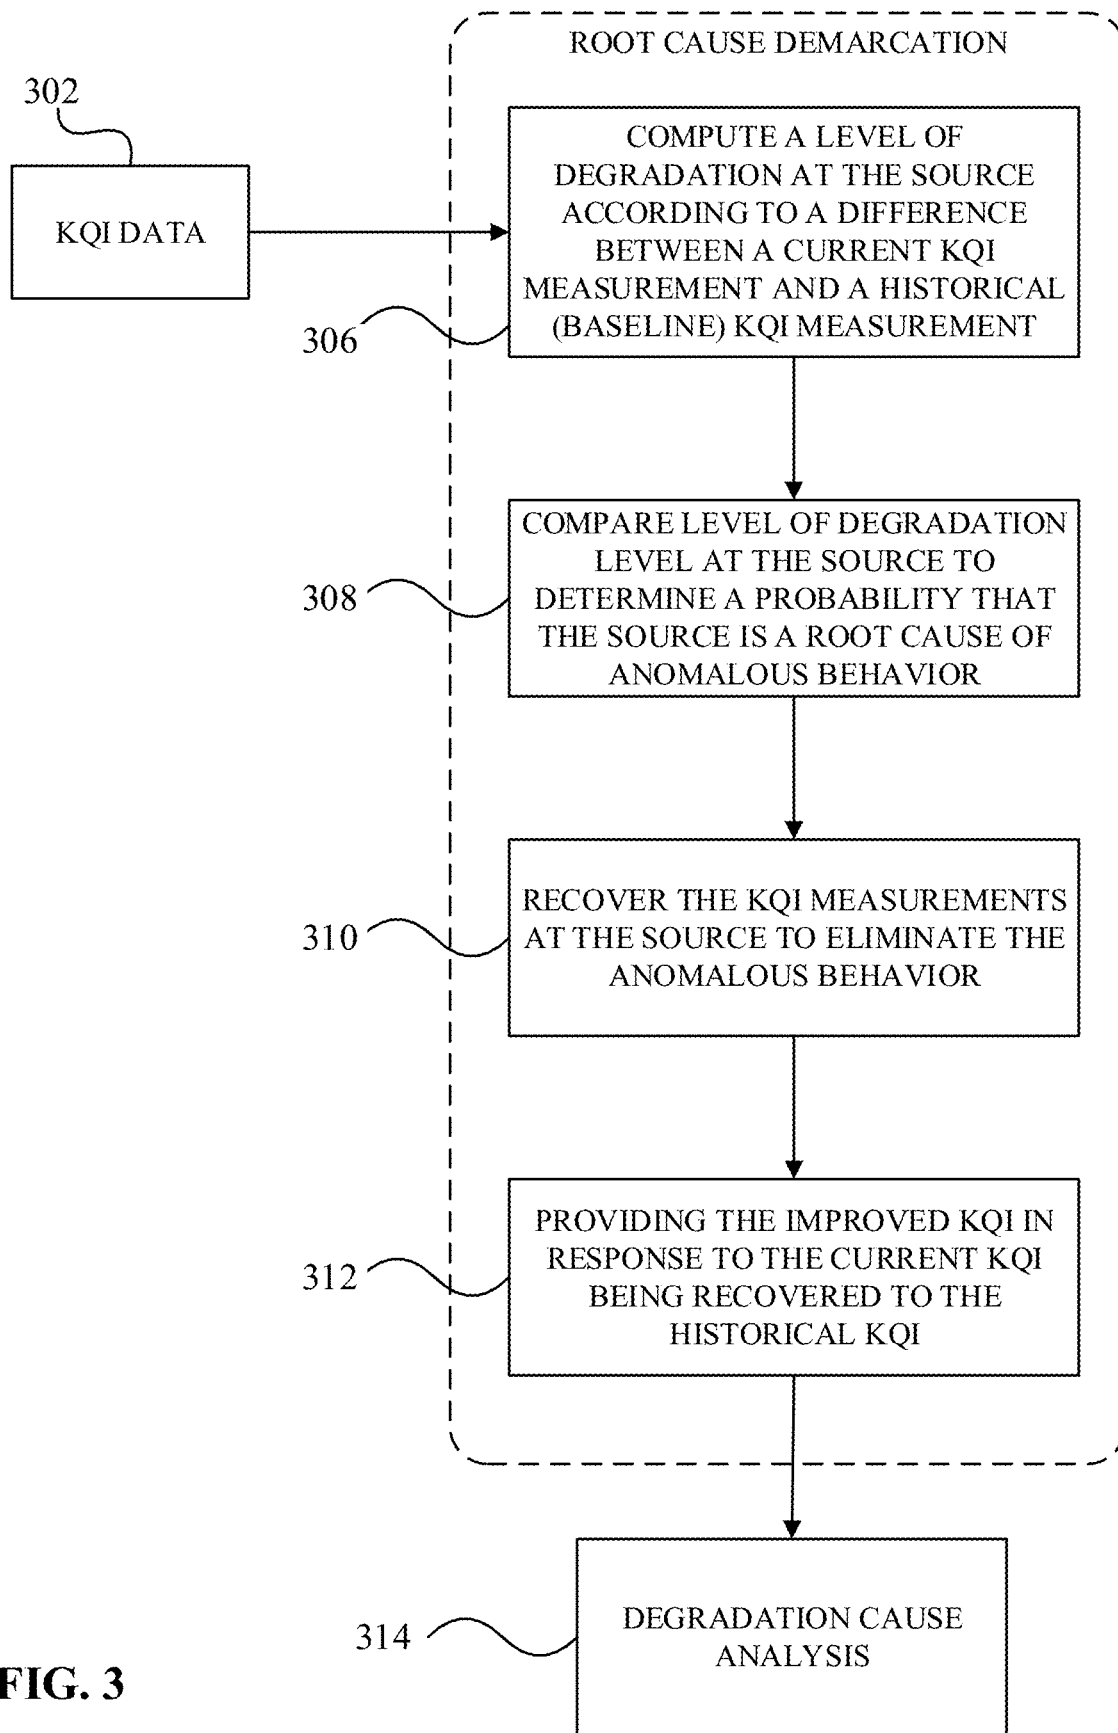 ROOT CAUSE DEMARCATION
302
KQI DATA
COMPUTE A LEVEL OF
DEGRADATION AT THE SOURCE
ACCORDING TO A DIFFERENCE
BETWEEN A CURRENT KQI
MEASUREMENT AND A HISTORICAL
(BASELINE) KQI MEASUREMENT
306
COMPARE LEVEL OF DEGRADATION
LEVEL AT THE SOURCE TO
DETERMINE A PROBABILITY THAT
THE SOURCE IS A ROOT CAUSE OF
ANOMALOUS BEHAVIOR
308
RECOVER THE KQI MEASUREMENTS
AT THE SOURCE TO ELIMINATE THE
ANOMALOUS BEHAVIOR
310
PROVIDING THE IMPROVED KQI IN
RESPONSE TO THE CURRENT KQI
BEING RECOVERED TO THE
HISTORICAL KQI
312
DEGRADATION CAUSE
ANALYSIS
314
FIG. 3